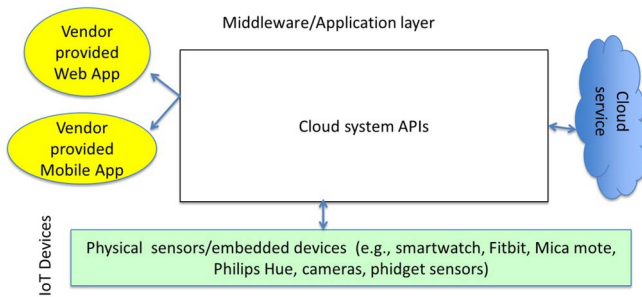 Middleware/Application layer
Vendor
provided
Web App
Vendor
provided
Mobile App
Cloud system APIs
Cloud
service
IoT Devices
Physical sensors/embedded devices (e.g., smartwatch, Fitbit, Mica mote,
Philips Hue, cameras, phidget sensors)